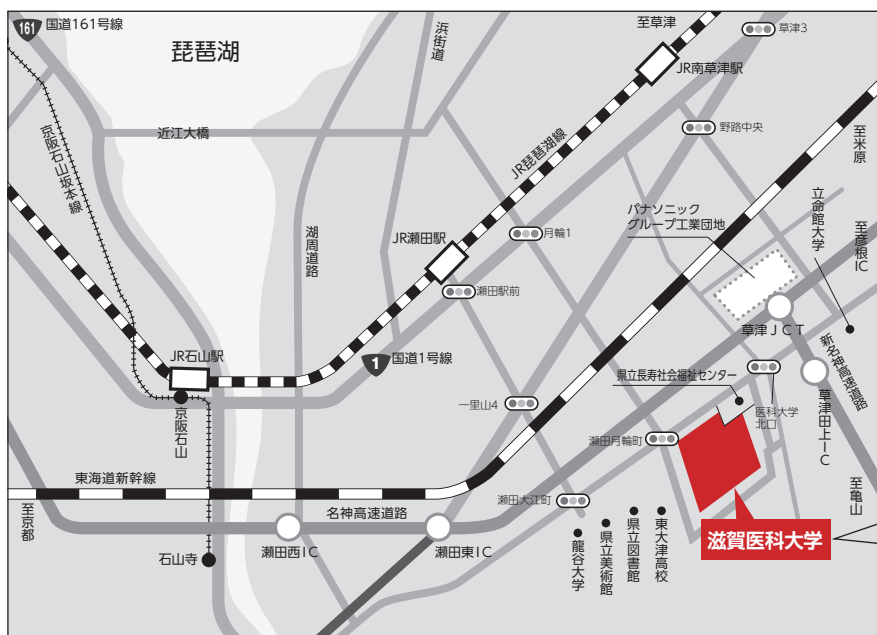 161
国道161号線
琵琶湖
浜街道
至草津
草津3
JR南草津駅
近江大橋
野路中央
至米原
京阪石山坂本線
JR琵琶湖線
湖周道路
JR瀬田駅
月輪1
パナソニック
グループ工業団地
立命館大学
至彦根IC
瀬田駅前
草津JCT
新名神高速道路
JR石山駅
1
国道1号線
県立長寿社会福祉センター
京阪石山
一里山4
医科大学
北口
草津田上IC
瀬田月輪町
東海道新幹線
至京都
名神高速道路
瀬田大江町
至亀山
石山寺
瀬田西IC
瀬田東IC
龍谷大学
県立美術館
県立図書館
東大津高校
滋賀医科大学